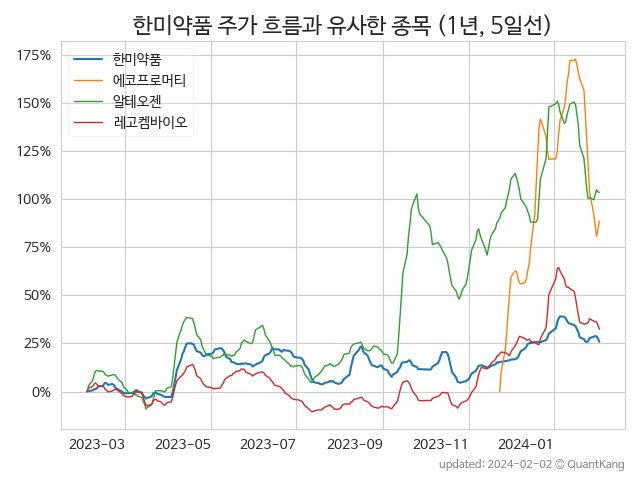 한미약품 주가 흐름과 유사한 종목 (1년, 5일선)
한미약품
에코프로머티
알테오젠
레고켐바이오
175%
150%
125%
100%
75%
50%
25%
0%
2023-03 2023-05 2023-07 2023-09 2023-11 2024-01
updated: 2024-02-02 © QuantKang